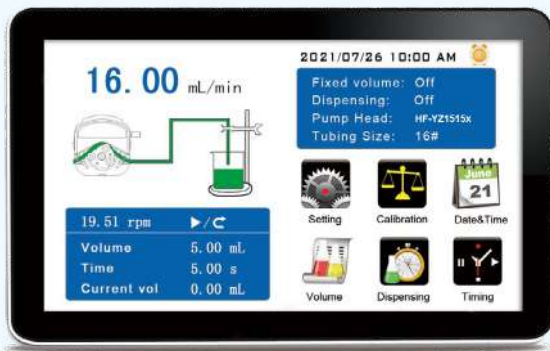 16.00 mL/min
2021/07/26 10:00 AM
Fixed volume: Off
Dispensing: Off
Pump Head: HF-YZ1515x
Tubing Size: 16#
19.51 rpm
Volume 5.00 mL
Time 5.00 s
Current vol 0.00 mL
Setting
Calibration
June
21
Date&Time
Volume
Dispensing
Timing